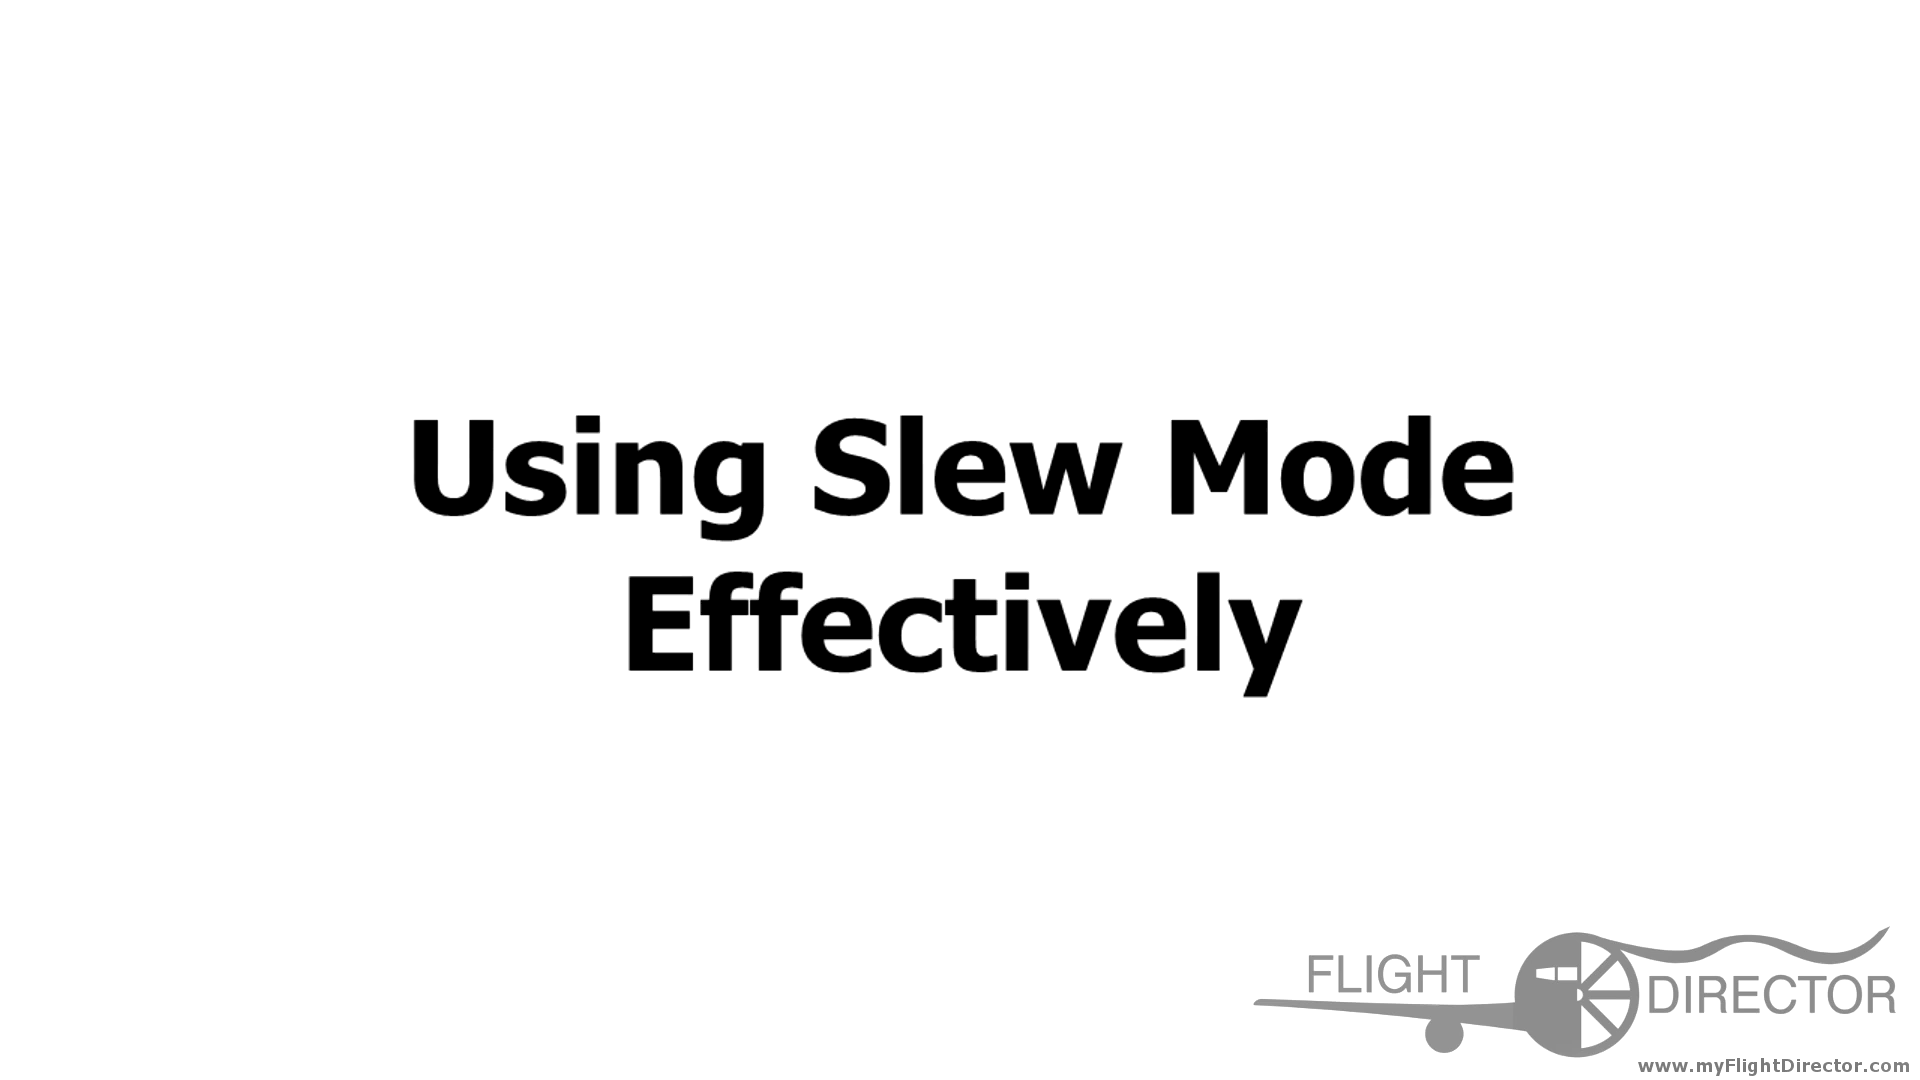 Using Slew Mode
Effectively
FLIGHT
DIRECTOR
www.myFlightDirector.com